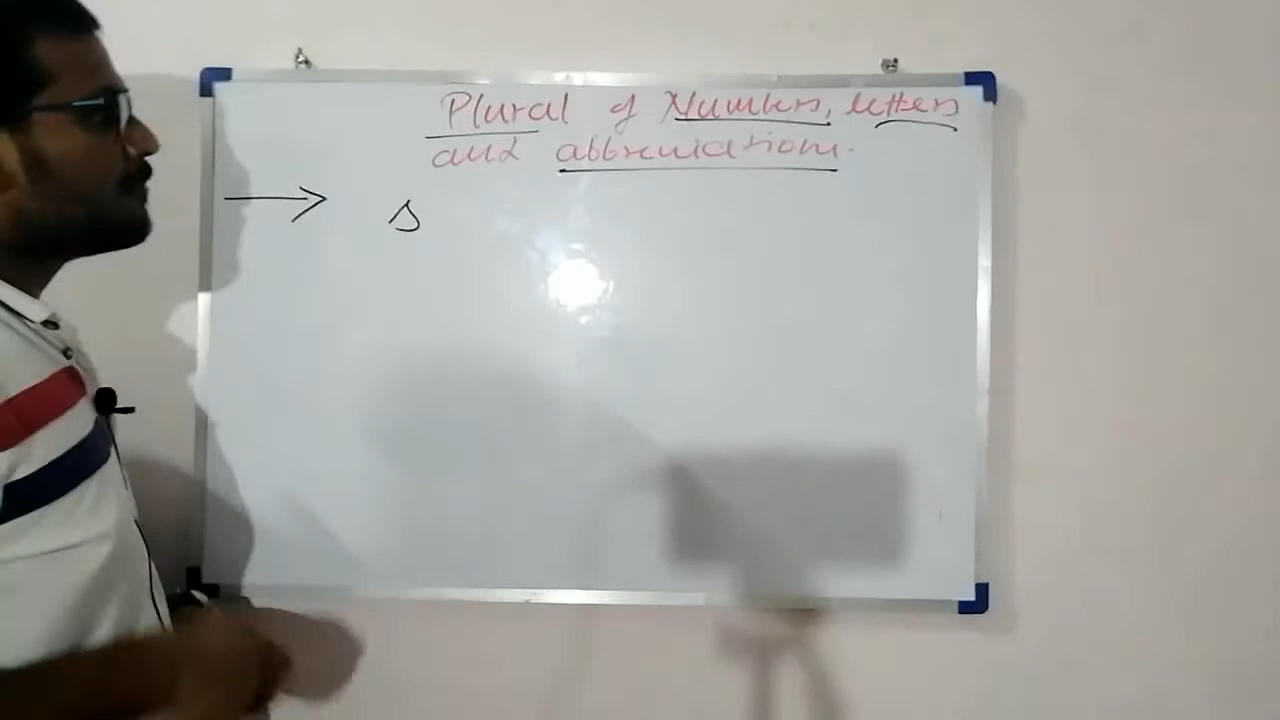 Plural of Numbers, letters
and abbreviations.
→ s